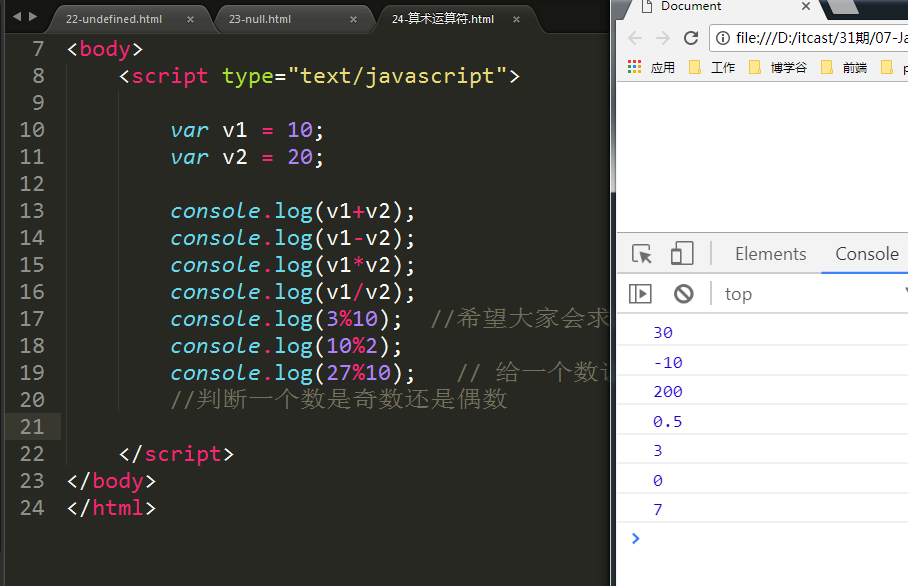 22-undefined.html × 23-null.html × 24-算术运算符.html ×
7 <body>
8 <script type="text/javascript">
9
10 var v1 = 10;
11 var v2 = 20;
12
13 console.log(v1+v2);
14 console.log(v1-v2);
15 console.log(v1*v2);
16 console.log(v1/v2);
17 console.log(3%10); //希望大家会求
18 console.log(10%2);
19 console.log(27%10); // 给一个数
20 //判断一个数是奇数还是偶数
21
22 </script>
23 </body>
24 </html>
Document ×
file:///D:/itcast/31期/07-Ja
应用 工作 博学谷 前端 p
Elements Console
top
30
-10
200
0.5
3
0
7